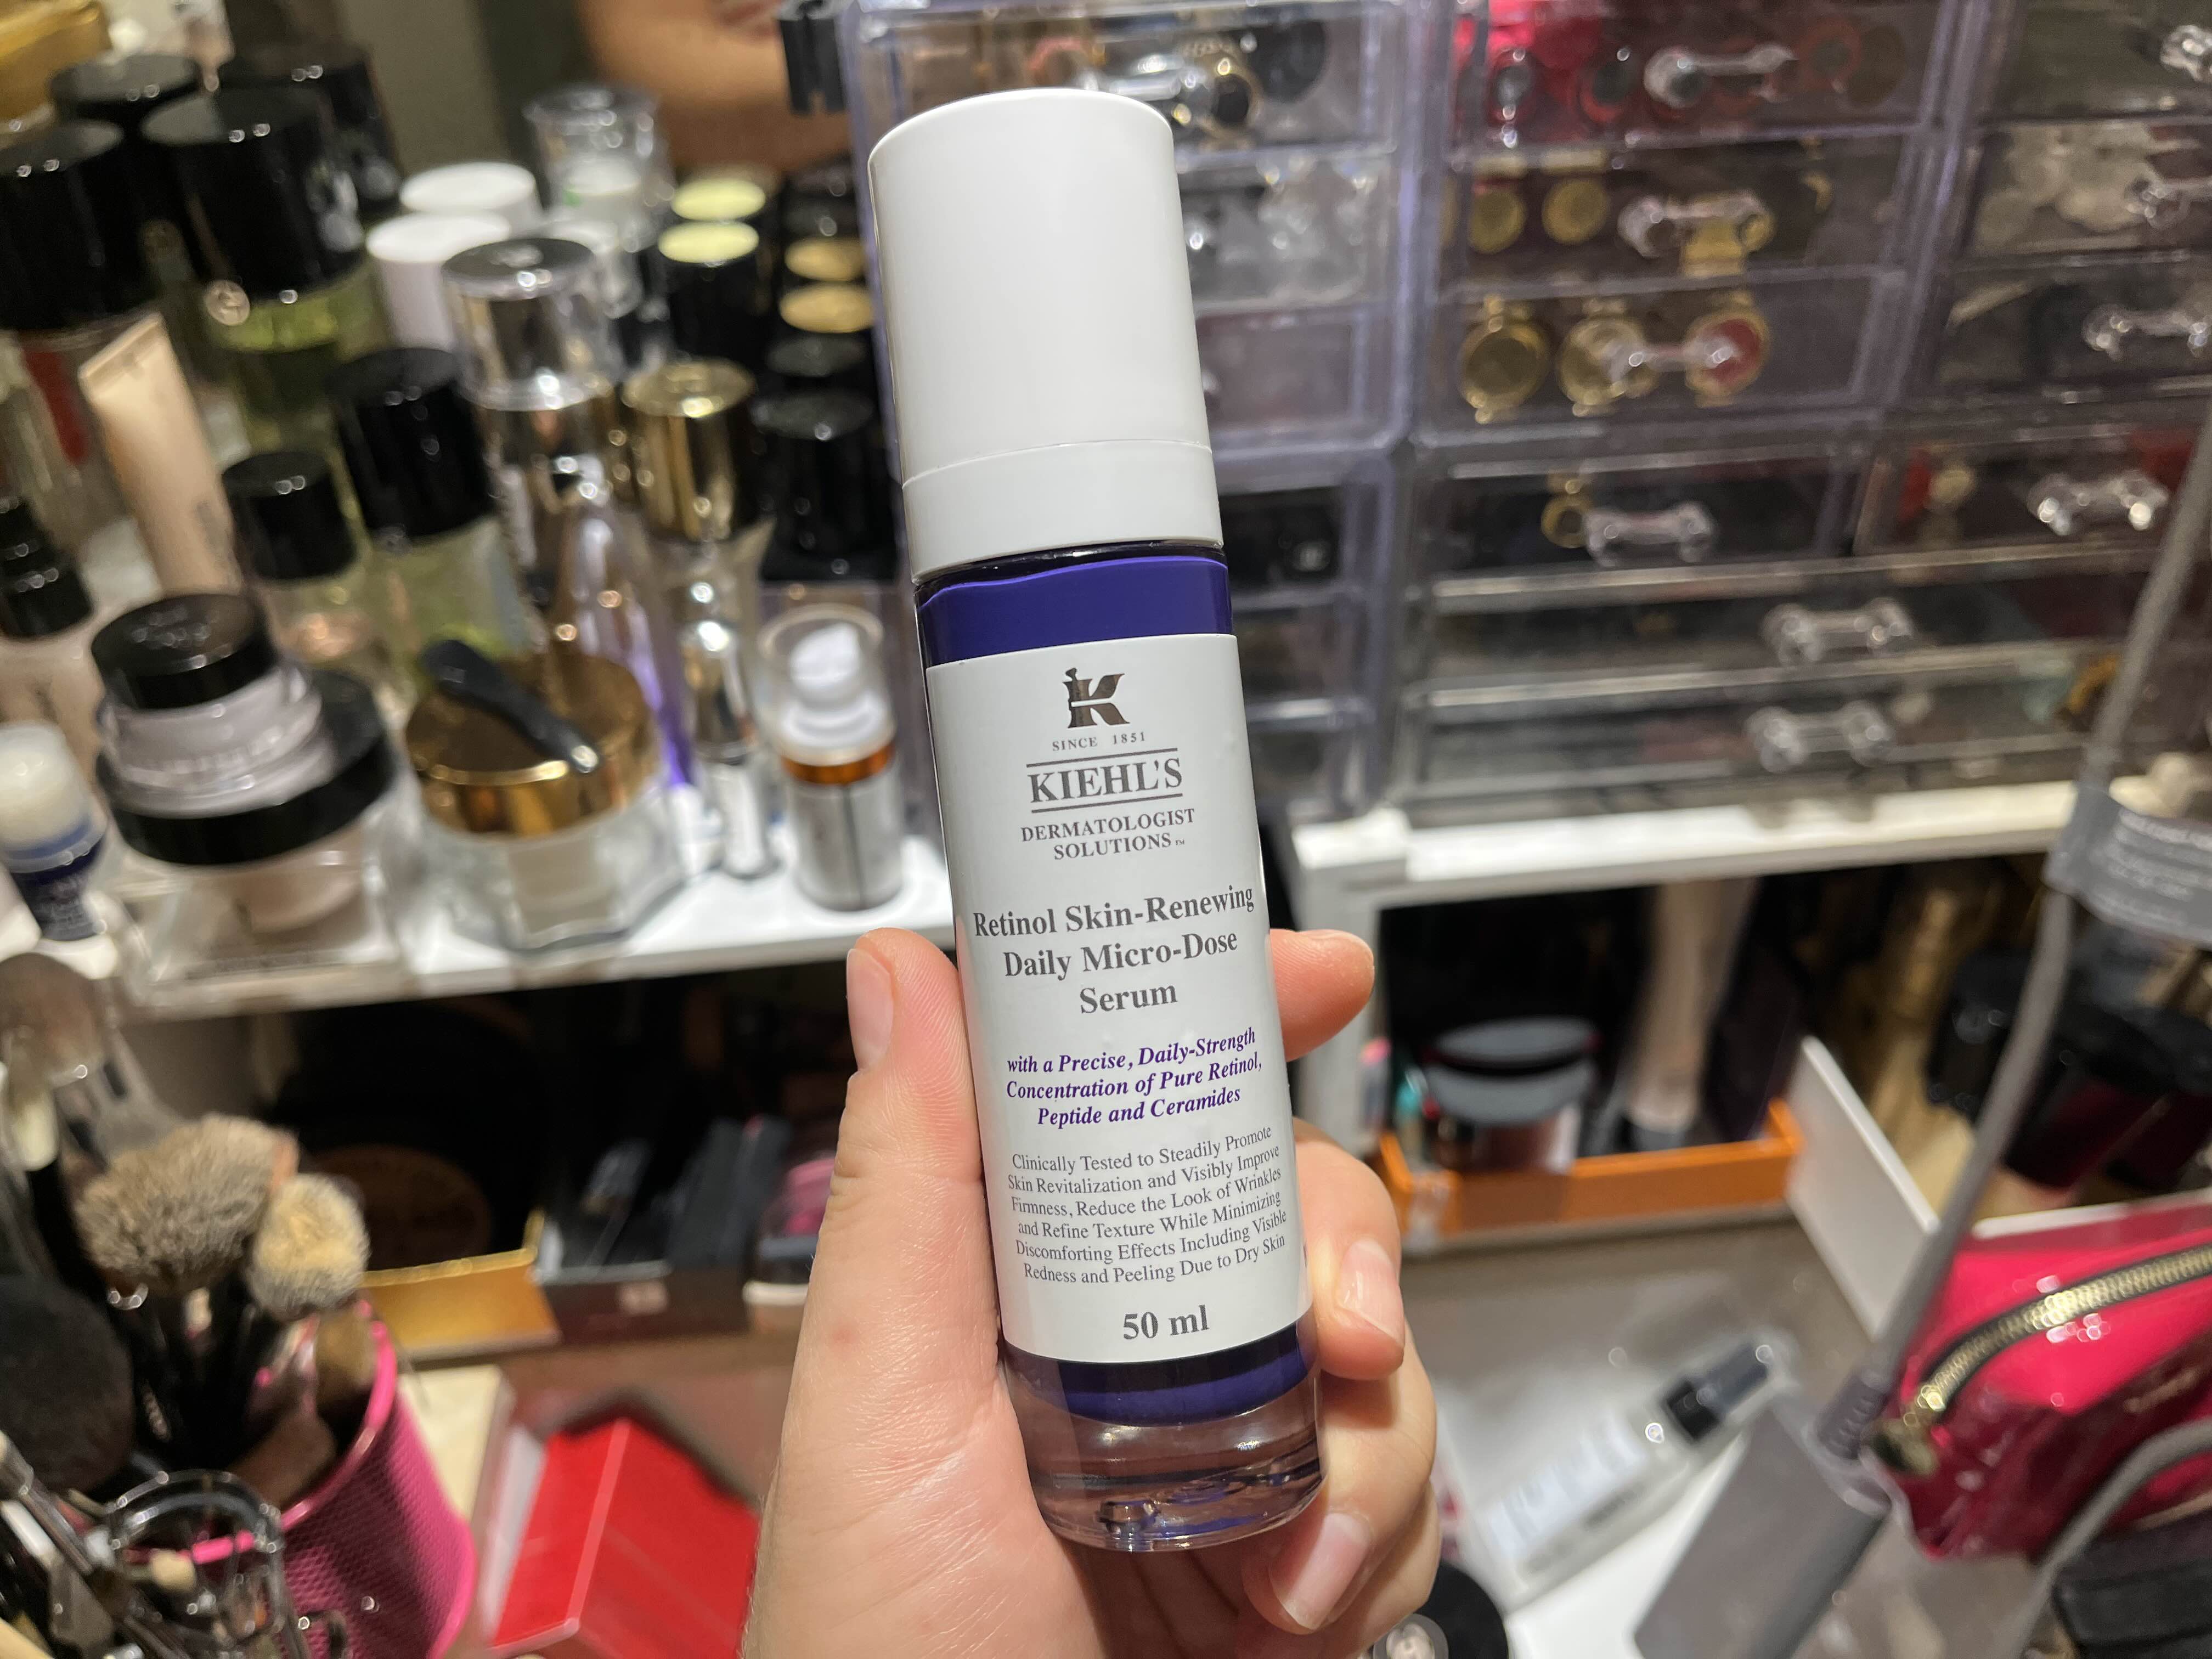 K
SINCE 1851
KIEHL'S
DERMATOLOGIST
SOLUTIONS™
Retinol Skin-Renewing
Daily Micro-Dose
Serum
with a Precise, Daily-Strength
Concentration of Pure Retinol,
Peptide and Ceramides
Clinically Tested to Steadily Promote
Skin Revitalization and Visibly Improve
Firmness, Reduce the Look of Wrinkles
and Refine Texture While Minimizing
Discomforting Effects Including Visible
Redness and Peeling Due to Dry Skin
50 ml